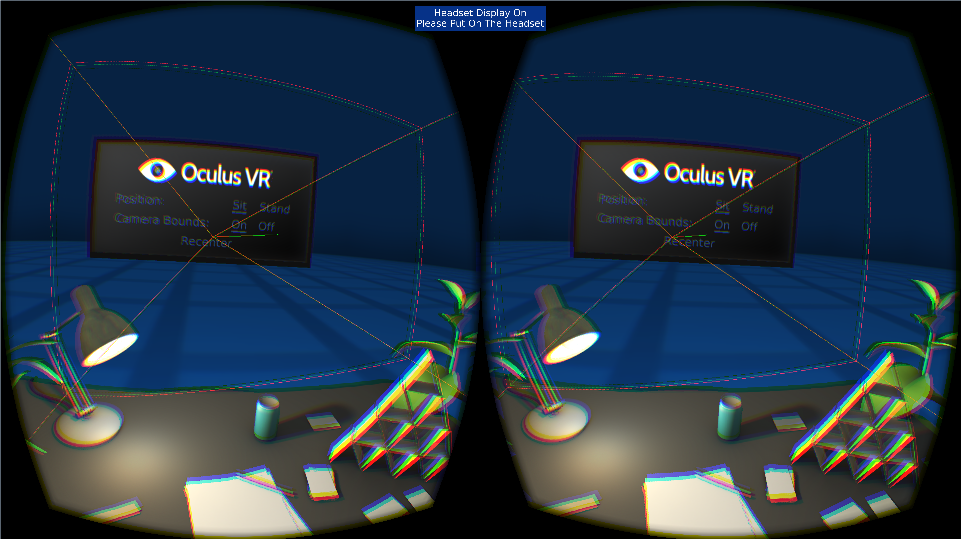 Headset Display On
Please Put On The Headset
Oculus VR
Position: Sit Stand
Camera Bounds: On Off
Recenter
Oculus VR
Position: Sit Stand
Camera Bounds: On Off
Recenter